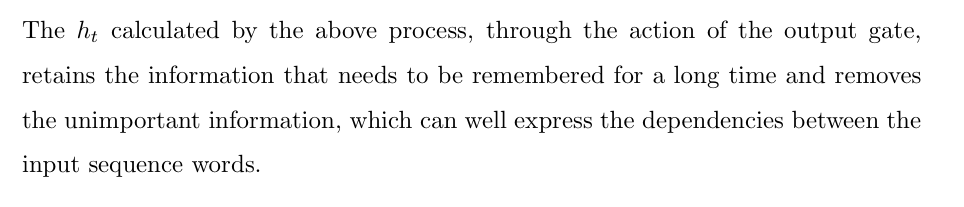 The h_t calculated by the above process, through the action of the output gate,
retains the information that needs to be remembered for a long time and removes
the unimportant information, which can well express the dependencies between the
input sequence words.